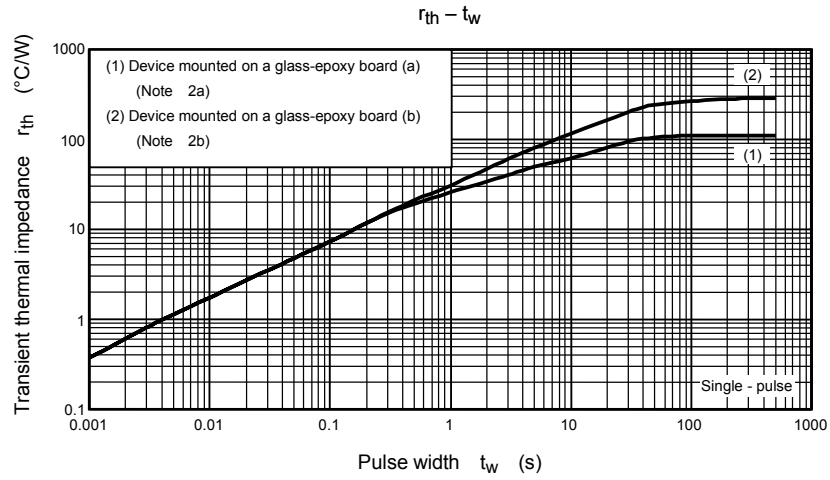 rth – tw
Transient thermal impedance rth (°C/W)
1000
100
10
1
0.1
(1) Device mounted on a glass-epoxy board (a)
(Note 2a)
(2) Device mounted on a glass-epoxy board (b)
(Note 2b)
(2)
(1)
Single - pulse
0.001
0.01
0.1
1
10
100
1000
Pulse width tw (s)